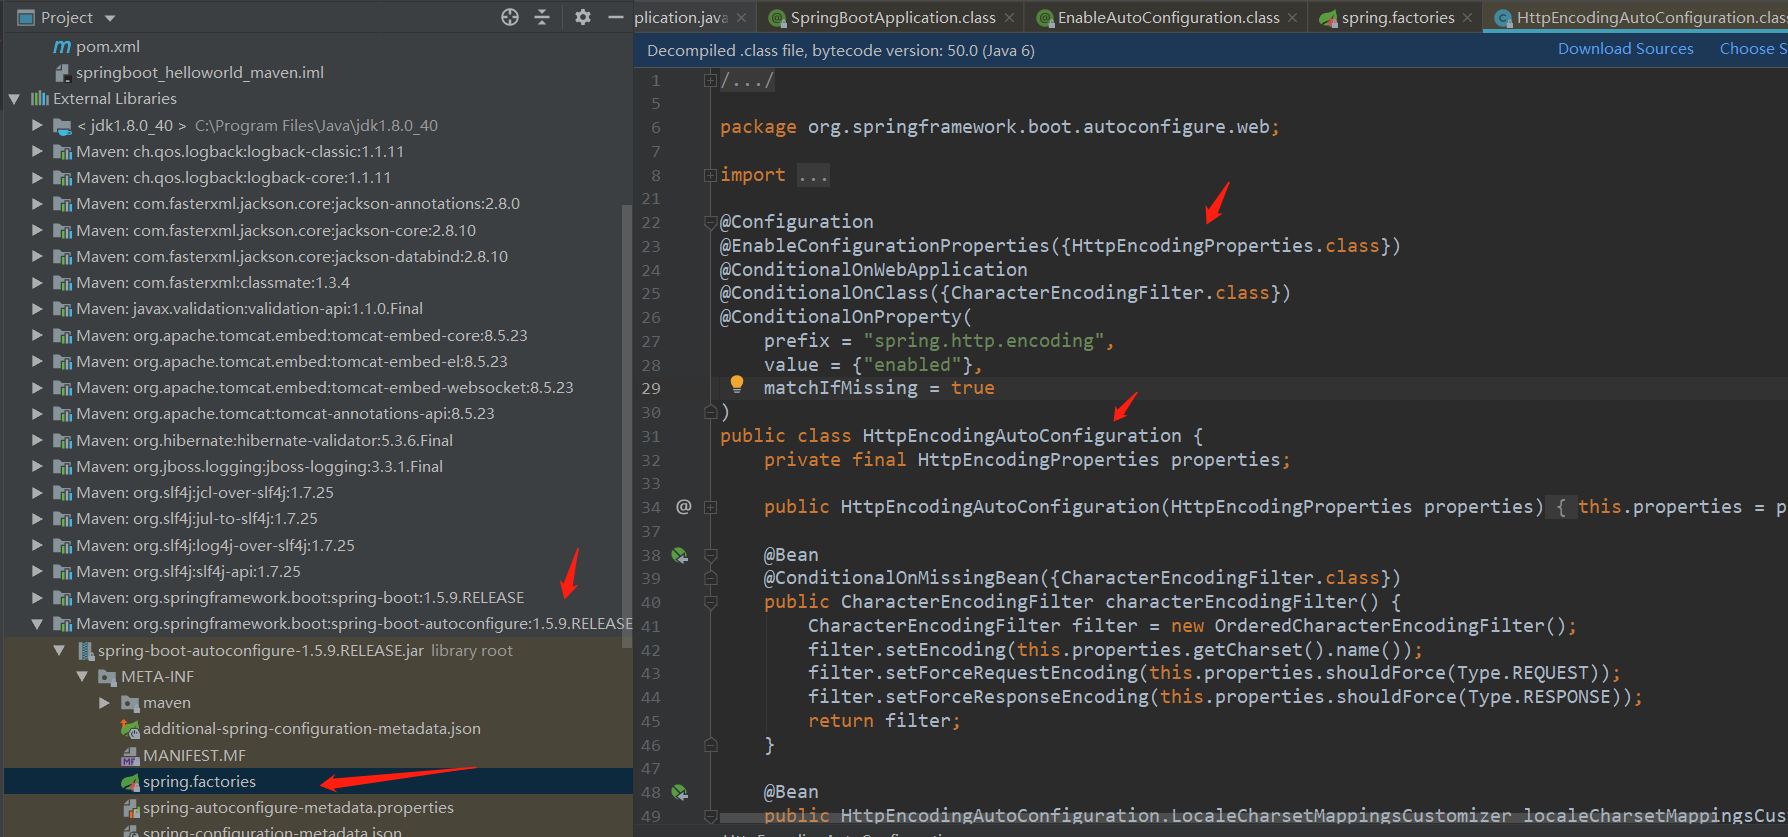 Project
pom.xml
springboot_helloworld_maven.iml
External Libraries
< jdk1.8.0_40 > C:\Program Files\Java\jdk1.8.0_40
Maven: ch.qos.logback:logback-classic:1.1.11
Maven: ch.qos.logback:logback-core:1.1.11
Maven: com.fasterxml.jackson.core:jackson-annotations:2.8.0
Maven: com.fasterxml.jackson.core:jackson-core:2.8.10
Maven: com.fasterxml.jackson.core:jackson-databind:2.8.10
Maven: com.fasterxml:classmate:1.3.4
Maven: javax.validation:validation-api:1.1.0.Final
Maven: org.apache.tomcat.embed:tomcat-embed-core:8.5.23
Maven: org.apache.tomcat.embed:tomcat-embed-el:8.5.23
Maven: org.apache.tomcat.embed:tomcat-embed-websocket:8.5.23
Maven: org.apache.tomcat:tomcat-annotations-api:8.5.23
Maven: org.hibernate:hibernate-validator:5.3.6.Final
Maven: org.jboss.logging:jboss-logging:3.3.1.Final
Maven: org.slf4j:jcl-over-slf4j:1.7.25
Maven: org.slf4j:jul-to-slf4j:1.7.25
Maven: org.slf4j:log4j-over-slf4j:1.7.25
Maven: org.slf4j:slf4j-api:1.7.25
Maven: org.springframework.boot:spring-boot:1.5.9.RELEASE
Maven: org.springframework.boot:spring-boot-autoconfigure:1.5.9.RELEASE
spring-boot-autoconfigure-1.5.9.RELEASE.jar library root
META-INF
maven
additional-spring-configuration-metadata.json
MANIFEST.MF
spring.factories
spring-autoconfigure-metadata.properties
spring-configuration-metadata.json
plication.java SpringBootApplication.class EnableAutoConfiguration.class spring.factories HttpEncodingAutoConfiguration.clas
Decompiled .class file, bytecode version: 50.0 (Java 6) Download Sources Choose S
1 /.../
5
6 package org.springframework.boot.autoconfigure.web;
7
8 import ...
21
22 @Configuration
23 @EnableConfigurationProperties({HttpEncodingProperties.class})
24 @ConditionalOnWebApplication
25 @ConditionalOnClass({CharacterEncodingFilter.class})
26 @ConditionalOnProperty(
27 prefix = "spring.http.encoding",
28 value = {"enabled"},
29 matchIfMissing = true
30 )
31 public class HttpEncodingAutoConfiguration {
32 private final HttpEncodingProperties properties;
33
34 public HttpEncodingAutoConfiguration(HttpEncodingProperties properties) { this.properties = p
37
38 @Bean
39 @ConditionalOnMissingBean({CharacterEncodingFilter.class})
40 public CharacterEncodingFilter characterEncodingFilter() {
41 CharacterEncodingFilter filter = new OrderedCharacterEncodingFilter();
42 filter.setEncoding(this.properties.getCharset().name());
43 filter.setForceRequestEncoding(this.properties.shouldForce(Type.REQUEST));
44 filter.setForceResponseEncoding(this.properties.shouldForce(Type.RESPONSE));
45 return filter;
46 }
47
48 @Bean
49 public HttpEncodingAutoConfiguration.LocaleCharsetMappingsCustomizer localeCharsetMappingsCus